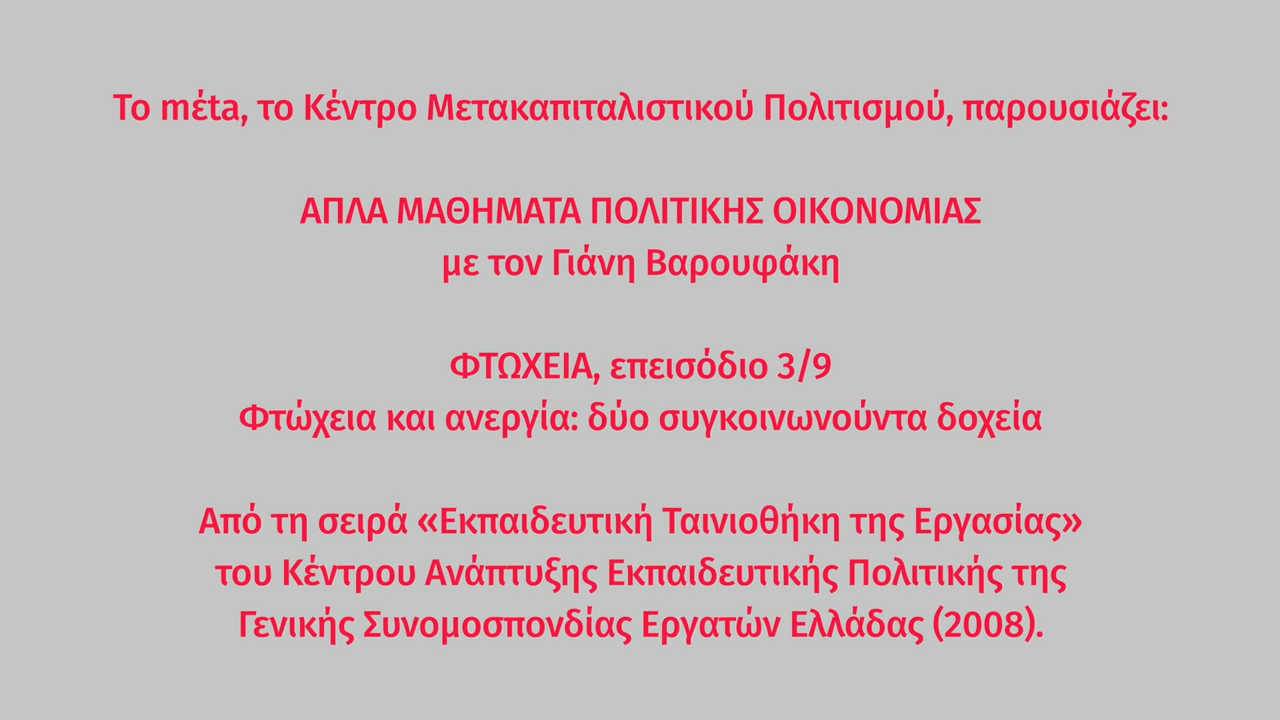 Το mέta, το Κέντρο Μετακαπιταλιστικού Πολιτισμού, παρουσιάζει:
ΑΠΛΑ ΜΑΘΗΜΑΤΑ ΠΟΛΙΤΙΚΗΣ ΟΙΚΟΝΟΜΙΑΣ
με τον Γιάνη Βαρουφάκη
ΦΤΩΧΕΙΑ, επεισόδιο 3/9
Φτώχεια και ανεργία: δύο συγκοινωνούντα δοχεία
Από τη σειρά «Εκπαιδευτική Ταινιοθήκη της Εργασίας»
του Κέντρου Ανάπτυξης Εκπαιδευτικής Πολιτικής της
Γενικής Συνομοσπονδίας Εργατών Ελλάδας (2008).